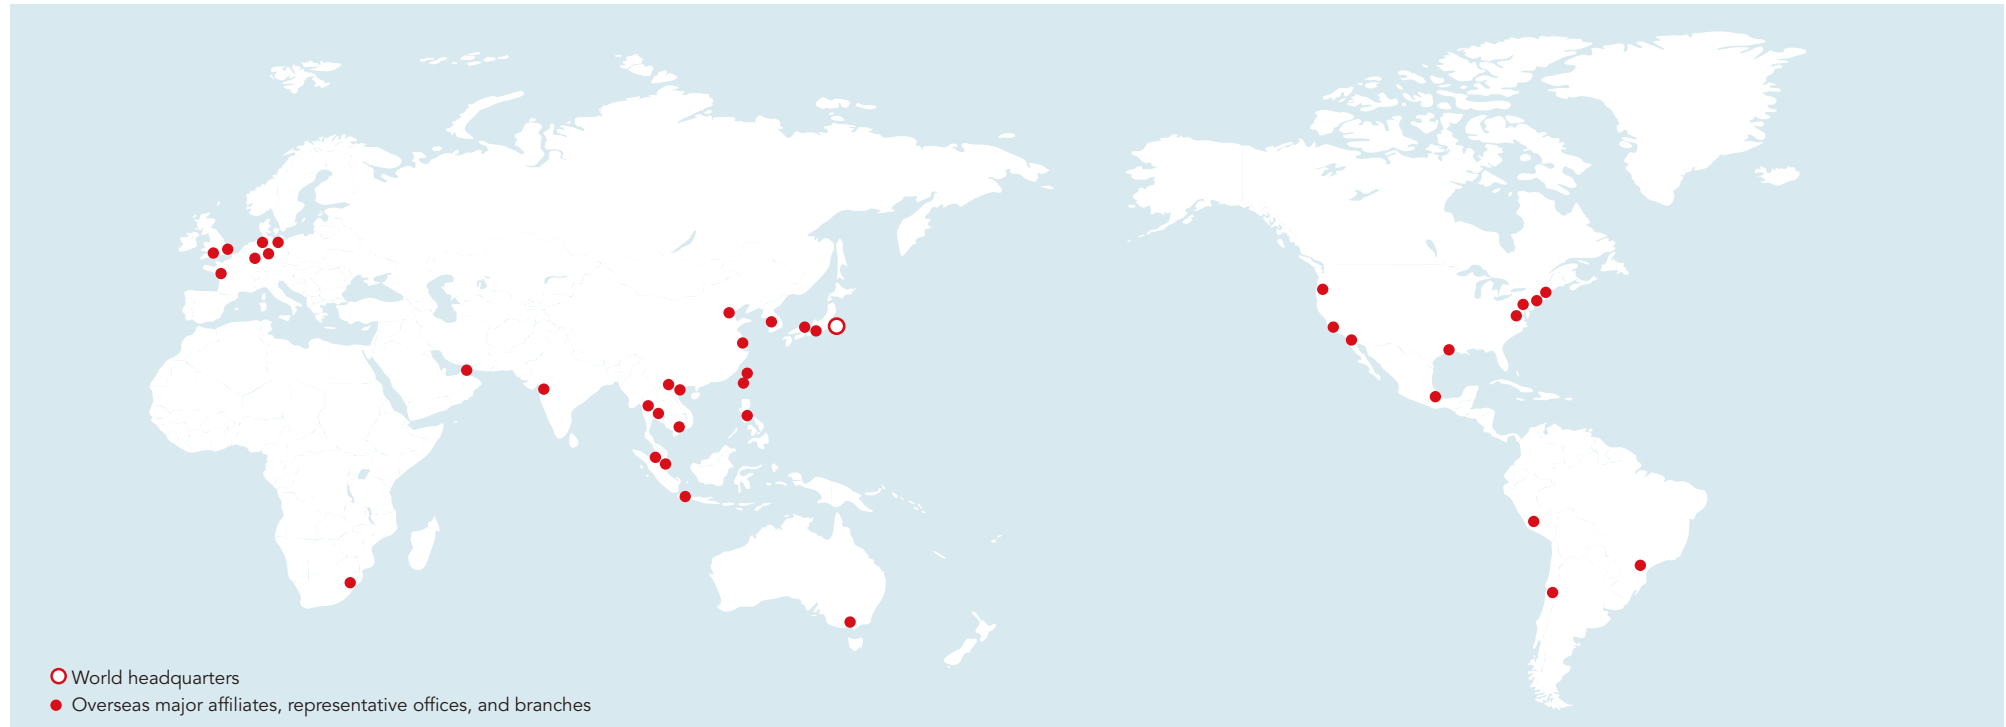 World headquarters
Overseas major affiliates, representative offices, and branches